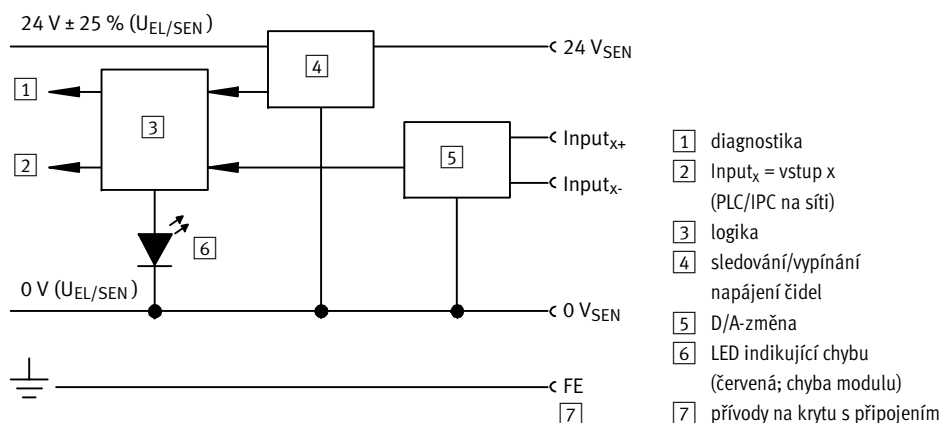 24 V ± 25 % (U_EL/SEN)
24 V_SEN
4
1
3
Input_x+
5
2
Input_x-
6
0 V (U_EL/SEN)
0 V_SEN
FE
7
1 diagnostika
2 Input_x = vstup x
(PLC/IPC na síti)
3 logika
4 sledování/vypínání
napájení čidel
5 D/A-změna
6 LED indikující chybu
(červená; chyba modulu)
7 přívody na krytu s připojením